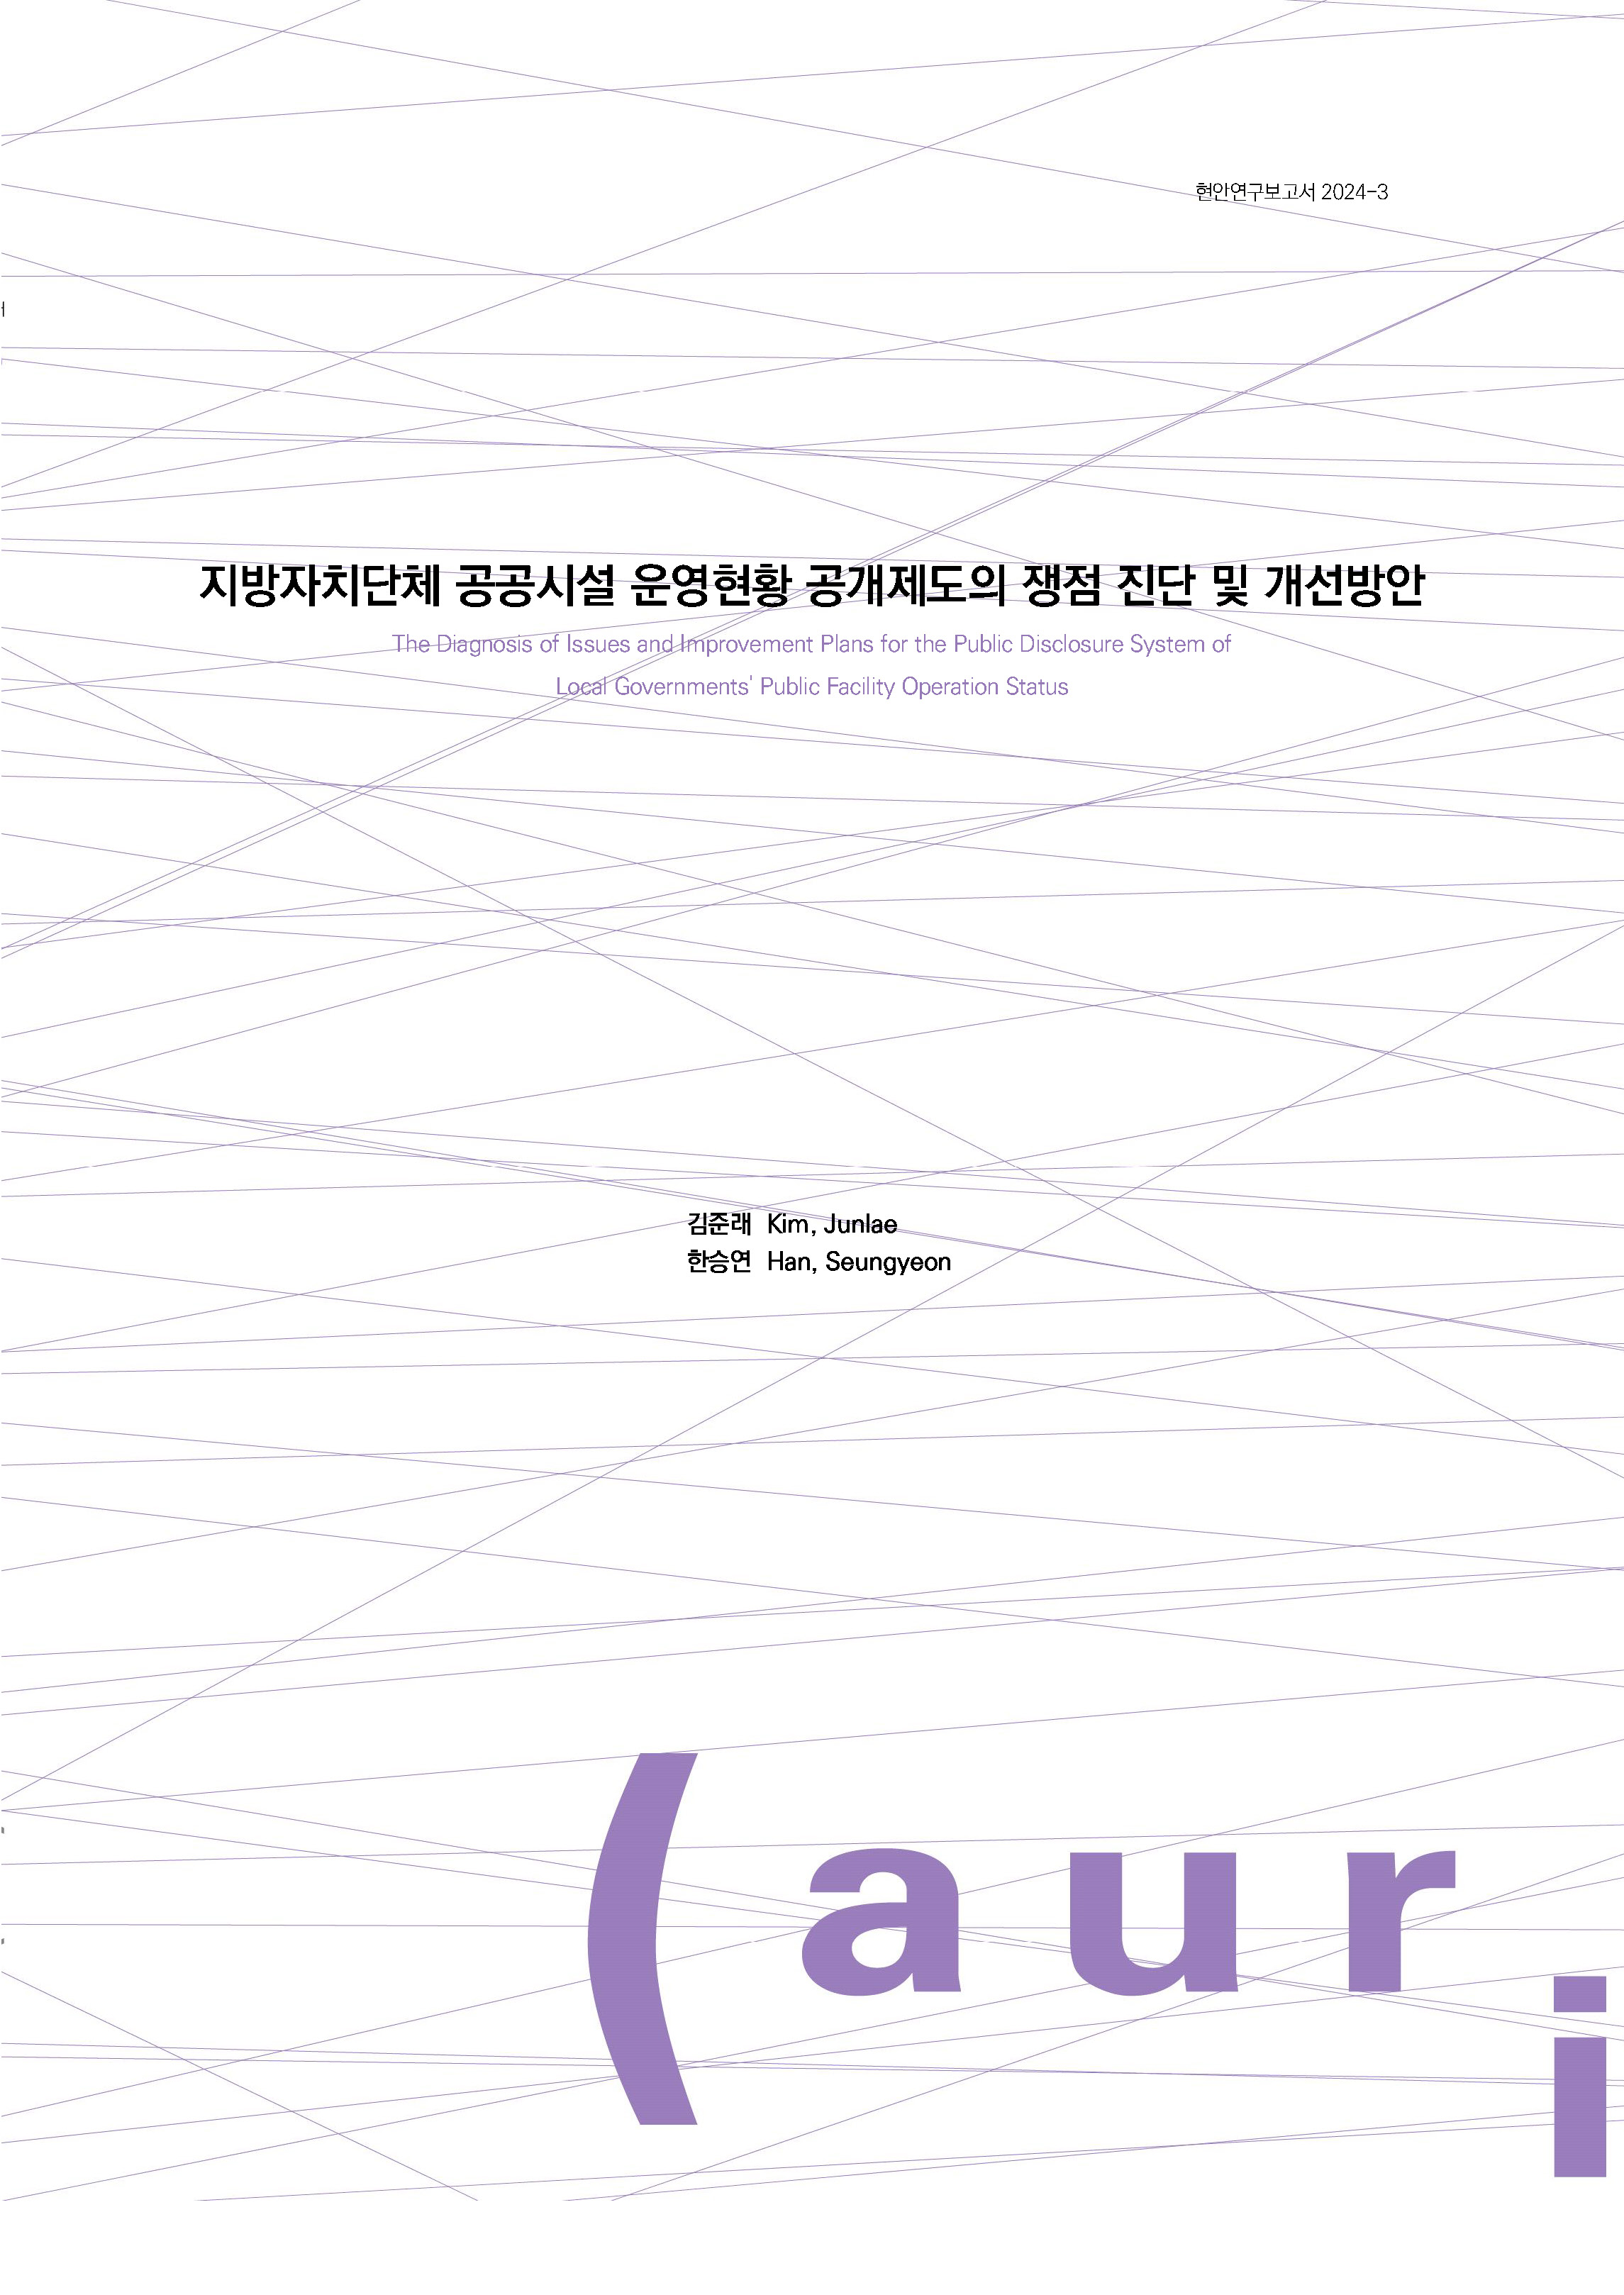 현안연구보고서 2024-3
지방자치단체 공공시설 운영현황 공개제도의 쟁점 진단 및 개선방안
The Diagnosis of Issues and Improvement Plans for the Public Disclosure System of
Local Governments' Public Facility Operation Status
김준래 Kim, Junlae
한승연 Han, Seungyeon
(aur
i